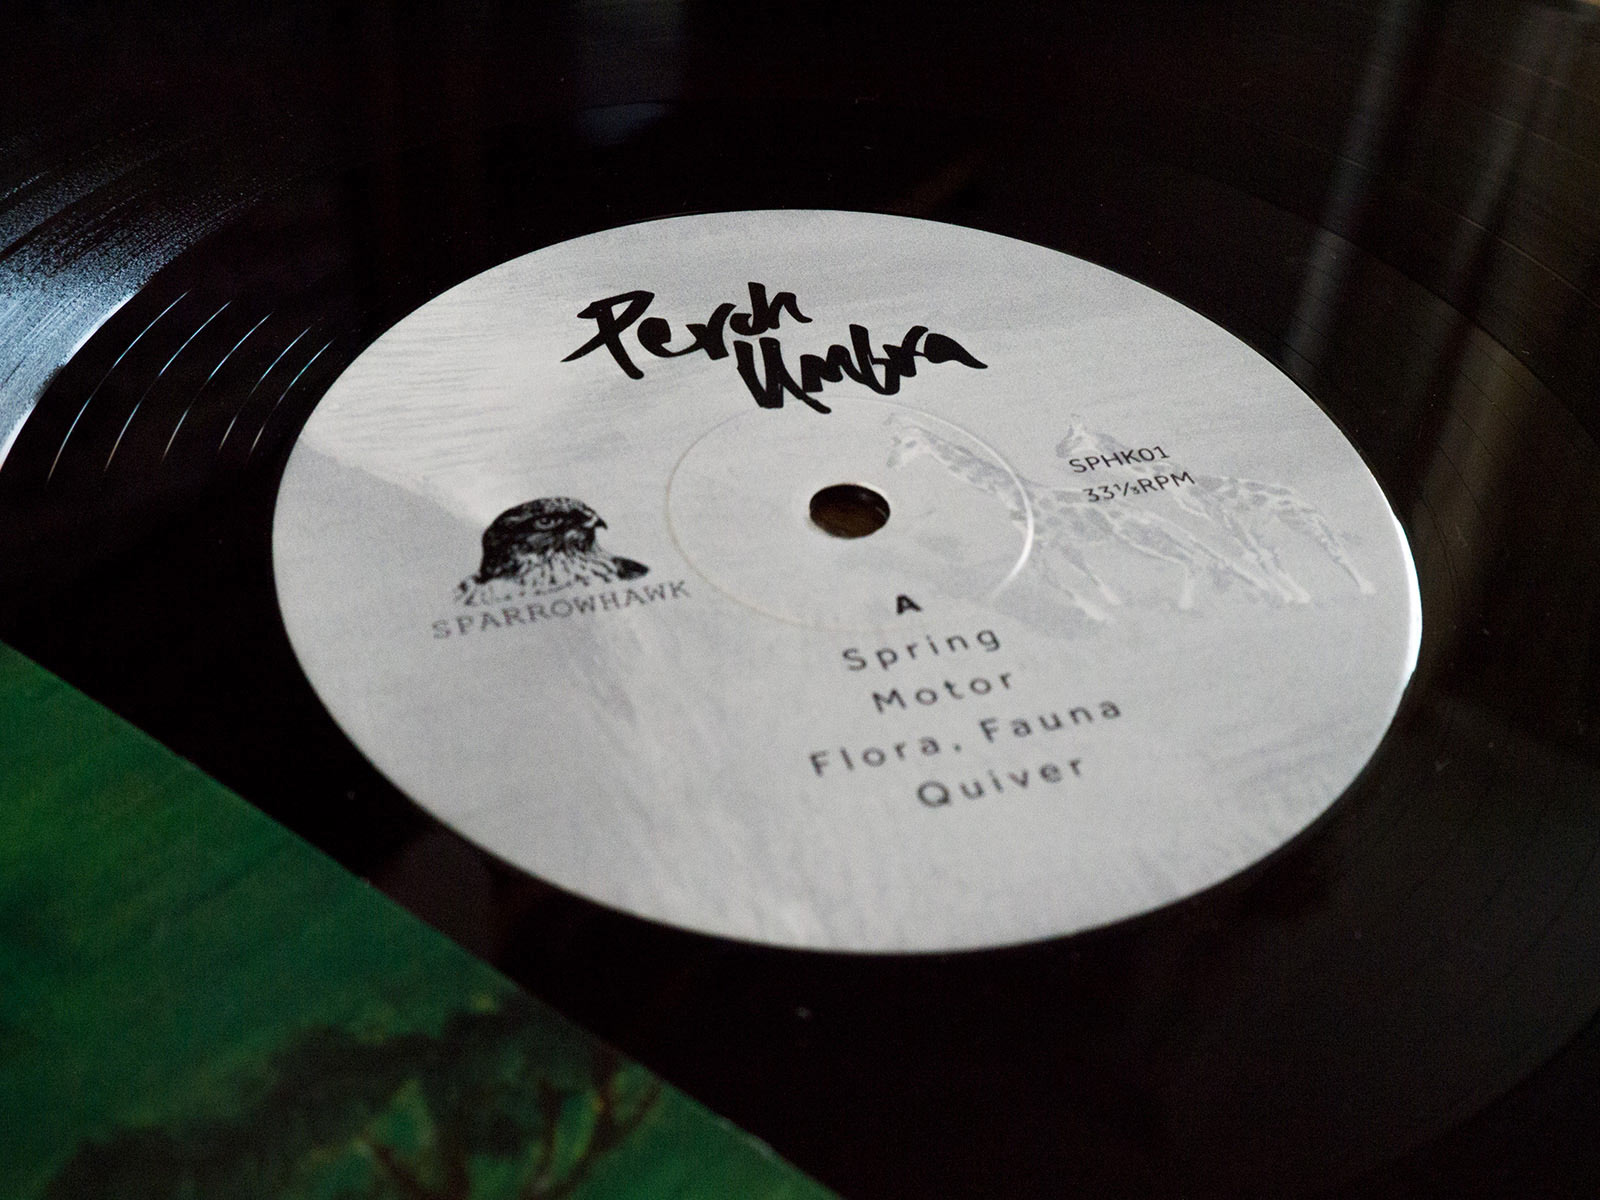 Perch
Umbra
SPHK01
33⅓RPM
SPARROWHAWK
A
Spring
Motor
Flora, Fauna
Quiver